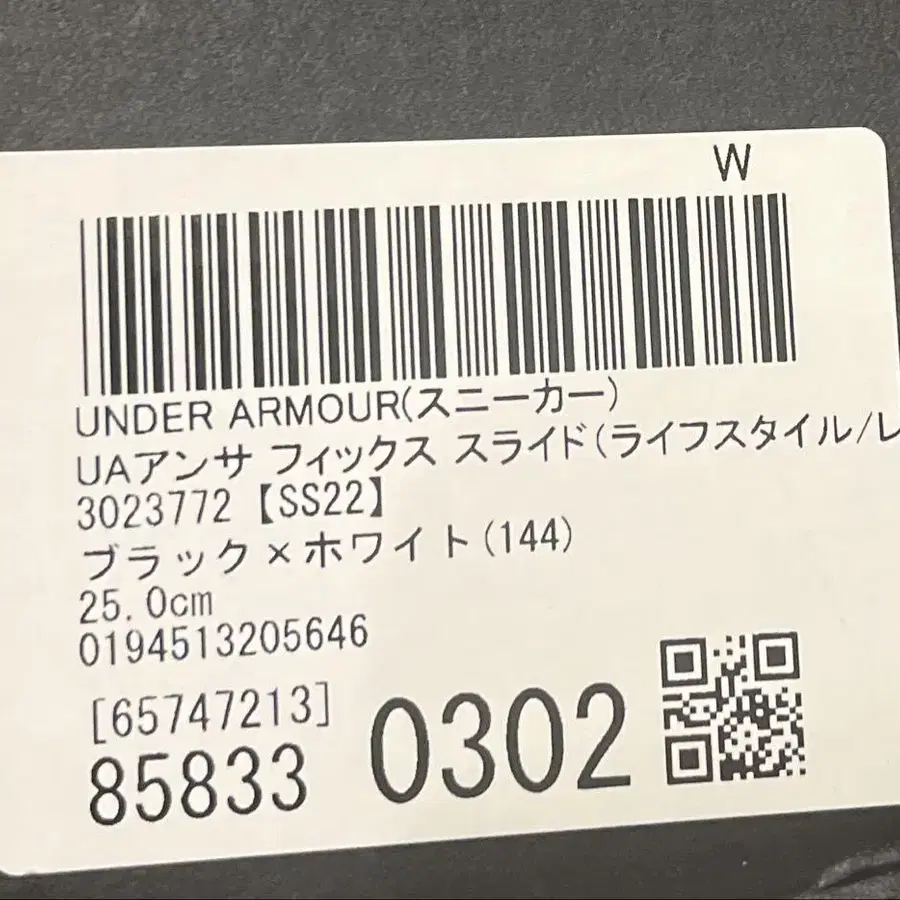 W
UNDER ARMOUR(スニーカー)
UAアンサ フィックス スライド(ライフスタイル/レ
3023772【SS22】
ブラック×ホワイト(144)
25.0cm
0194513205646
[65747213]
85833 0302